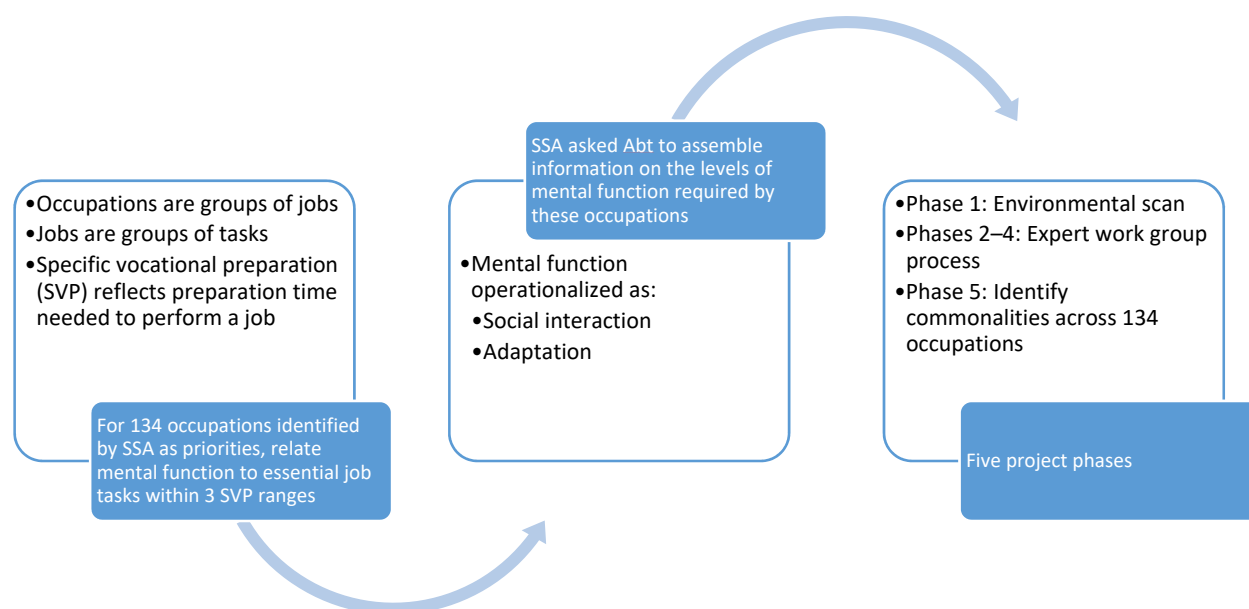 •Occupations are groups of jobs
•Jobs are groups of tasks
•Specific vocational preparation
(SVP) reflects preparation time
needed to perform a job
For 134 occupations identified
by SSA as priorities, relate
mental function to essential job
tasks within 3 SVP ranges
SSA asked Abt to assemble
information on the levels of
mental function required by
these occupations
•Mental function
operationalized as:
•Social interaction
•Adaptation
•Phase 1: Environmental scan
•Phases 2–4: Expert work group
process
•Phase 5: Identify
commonalities across 134
occupations
Five project phases